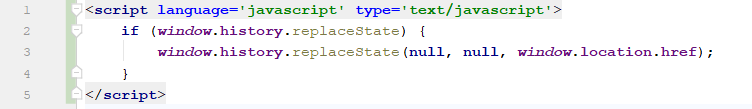 1 <script language='javascript' type='text/javascript'>
2 if (window.history.replaceState) {
3 window.history.replaceState(null, null, window.location.href);
4 }
5 </script>